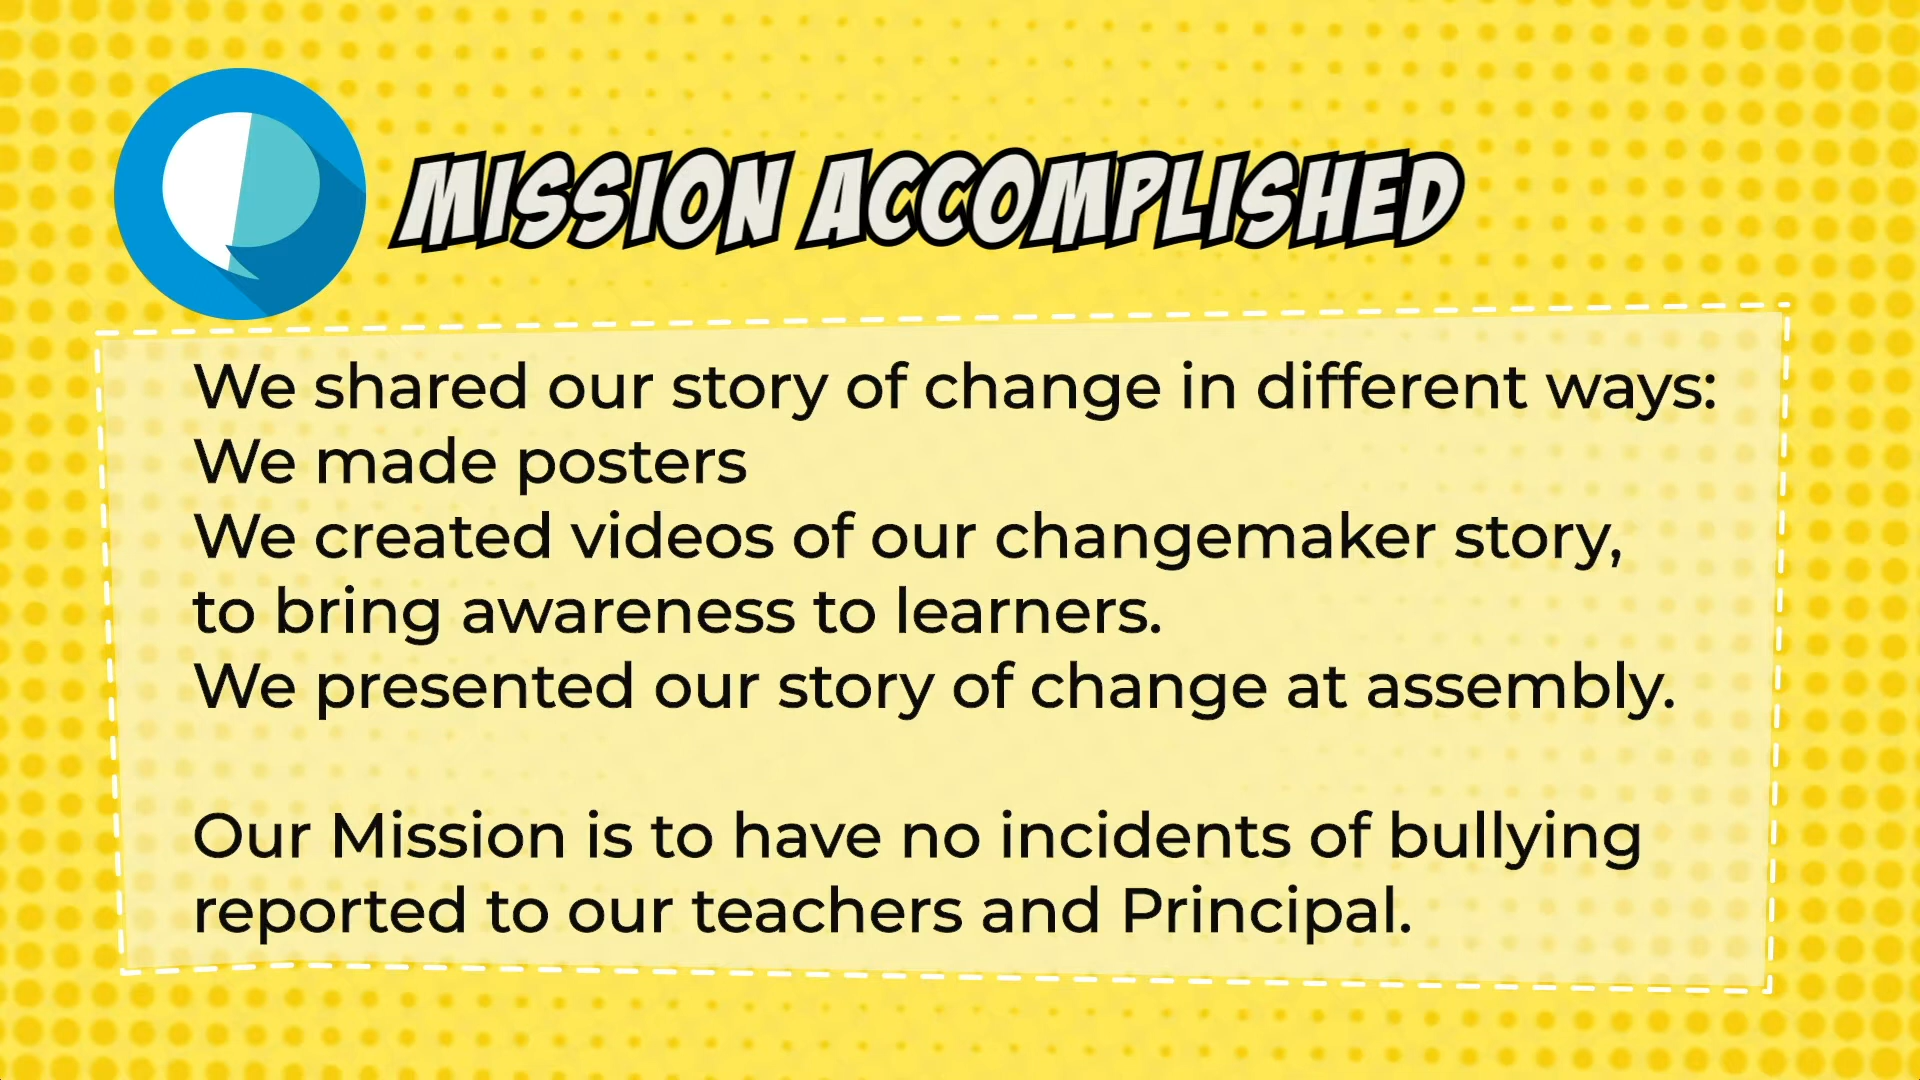 MISSION ACCOMPLISHED
We shared our story of change in different ways:
We made posters
We created videos of our changemaker story,
to bring awareness to learners.
We presented our story of change at assembly.
Our Mission is to have no incidents of bullying
reported to our teachers and Principal.